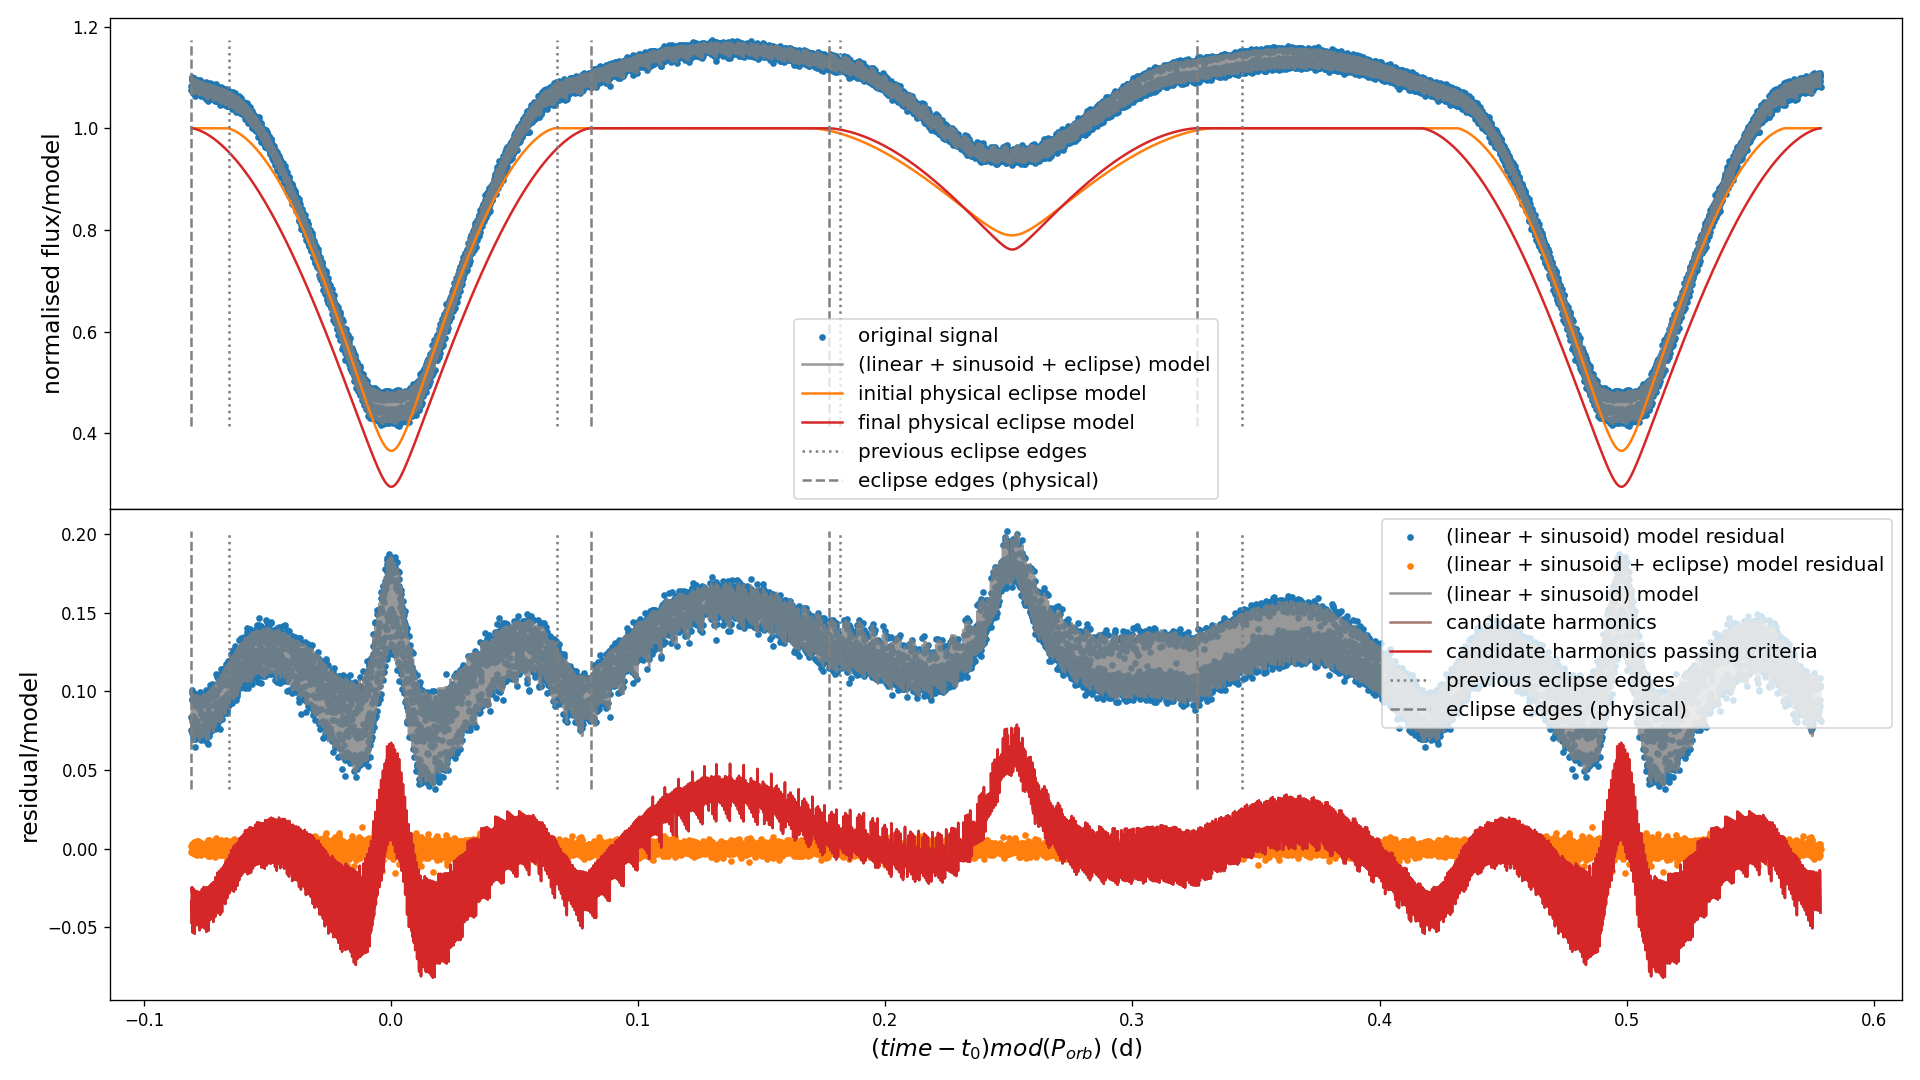 1.2
1.0
0.8
0.6
0.4
normalised flux/model
original signal
(linear + sinusoid + eclipse) model
initial physical eclipse model
final physical eclipse model
previous eclipse edges
eclipse edges (physical)
0.20
0.15
0.10
0.05
0.00
−0.05
residual/model
(linear + sinusoid) model residual
(linear + sinusoid + eclipse) model residual
(linear + sinusoid) model
candidate harmonics
candidate harmonics passing criteria
previous eclipse edges
eclipse edges (physical)
−0.1 0.0 0.1 0.2 0.3 0.4 0.5 0.6
(time − t₀)mod(P_orb) (d)